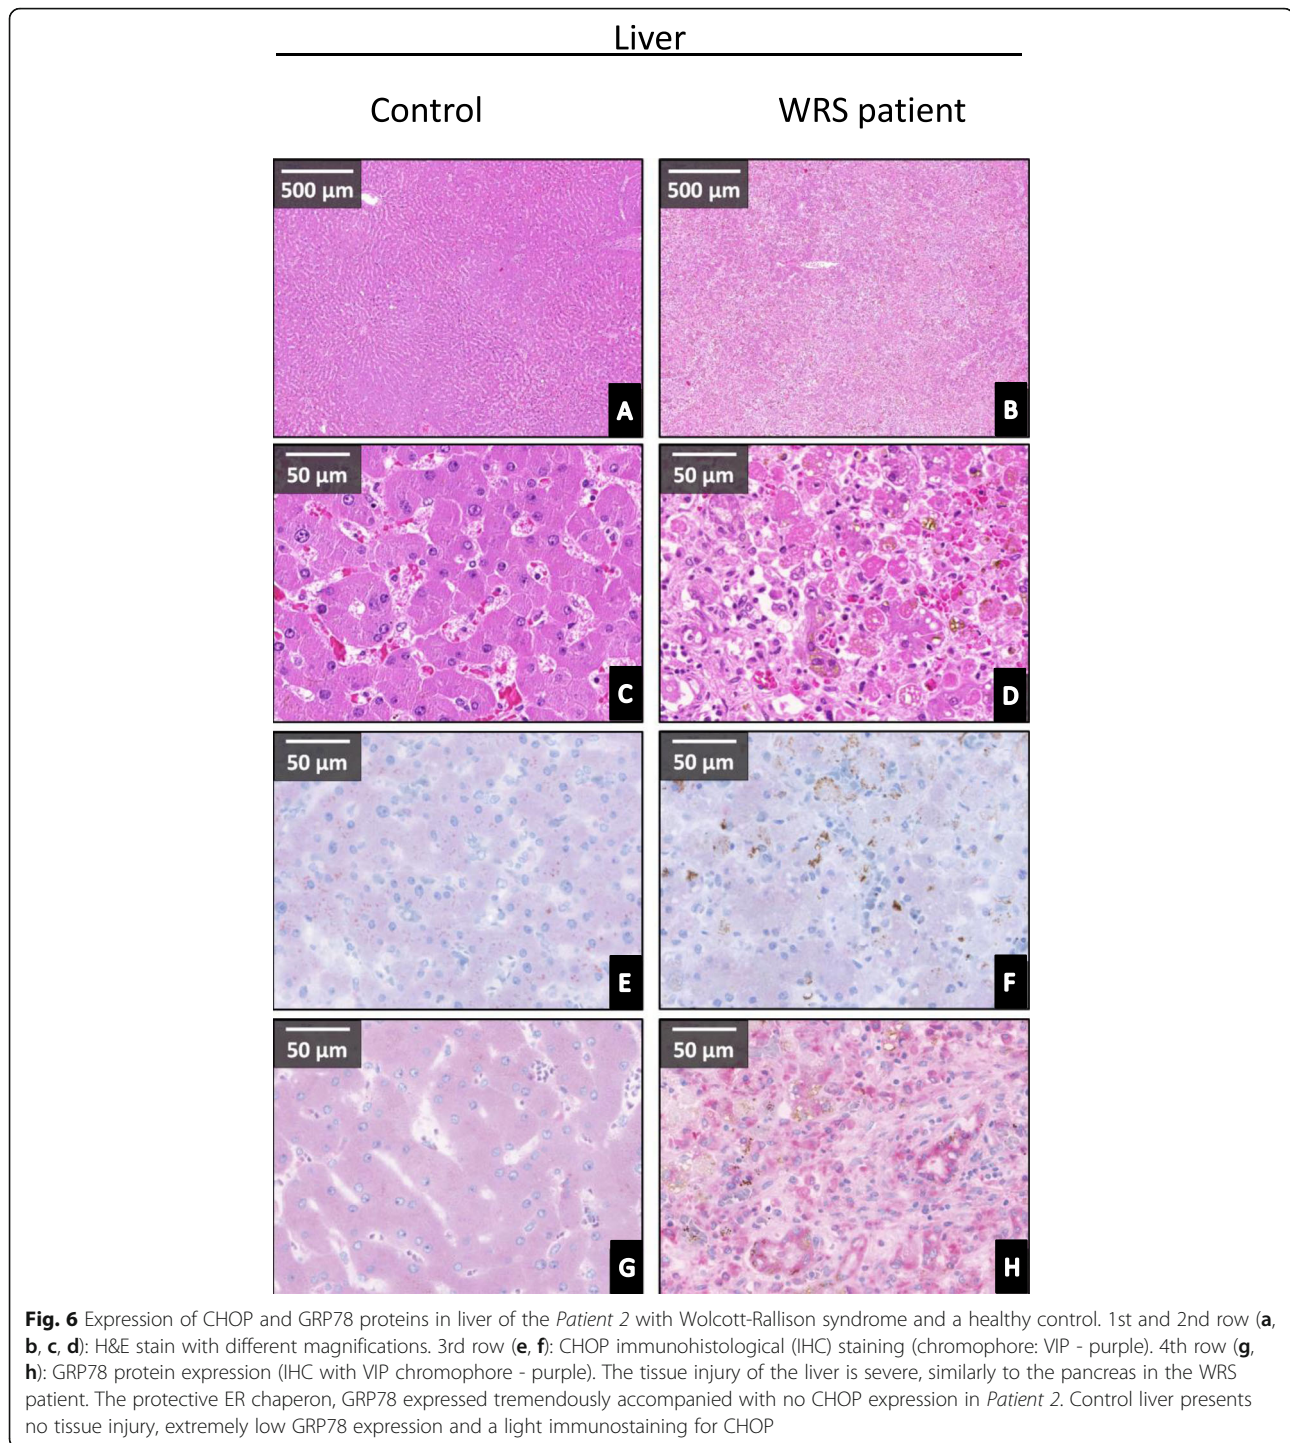 Liver
Control WRS patient
500 µm 500 µm
A B
50 µm 50 µm
C D
50 µm 50 µm
E F
50 µm 50 µm
G H
Fig. 6 Expression of CHOP and GRP78 proteins in liver of the Patient 2 with Wolcott-Rallison syndrome and a healthy control. 1st and 2nd row (a,
b, c, d): H&E stain with different magnifications. 3rd row (e, f): CHOP immunohistological (IHC) staining (chromophore: VIP - purple). 4th row (g,
h): GRP78 protein expression (IHC with VIP chromophore - purple). The tissue injury of the liver is severe, similarly to the pancreas in the WRS
patient. The protective ER chaperon, GRP78 expressed tremendously accompanied with no CHOP expression in Patient 2. Control liver presents
no tissue injury, extremely low GRP78 expression and a light immunostaining for CHOP